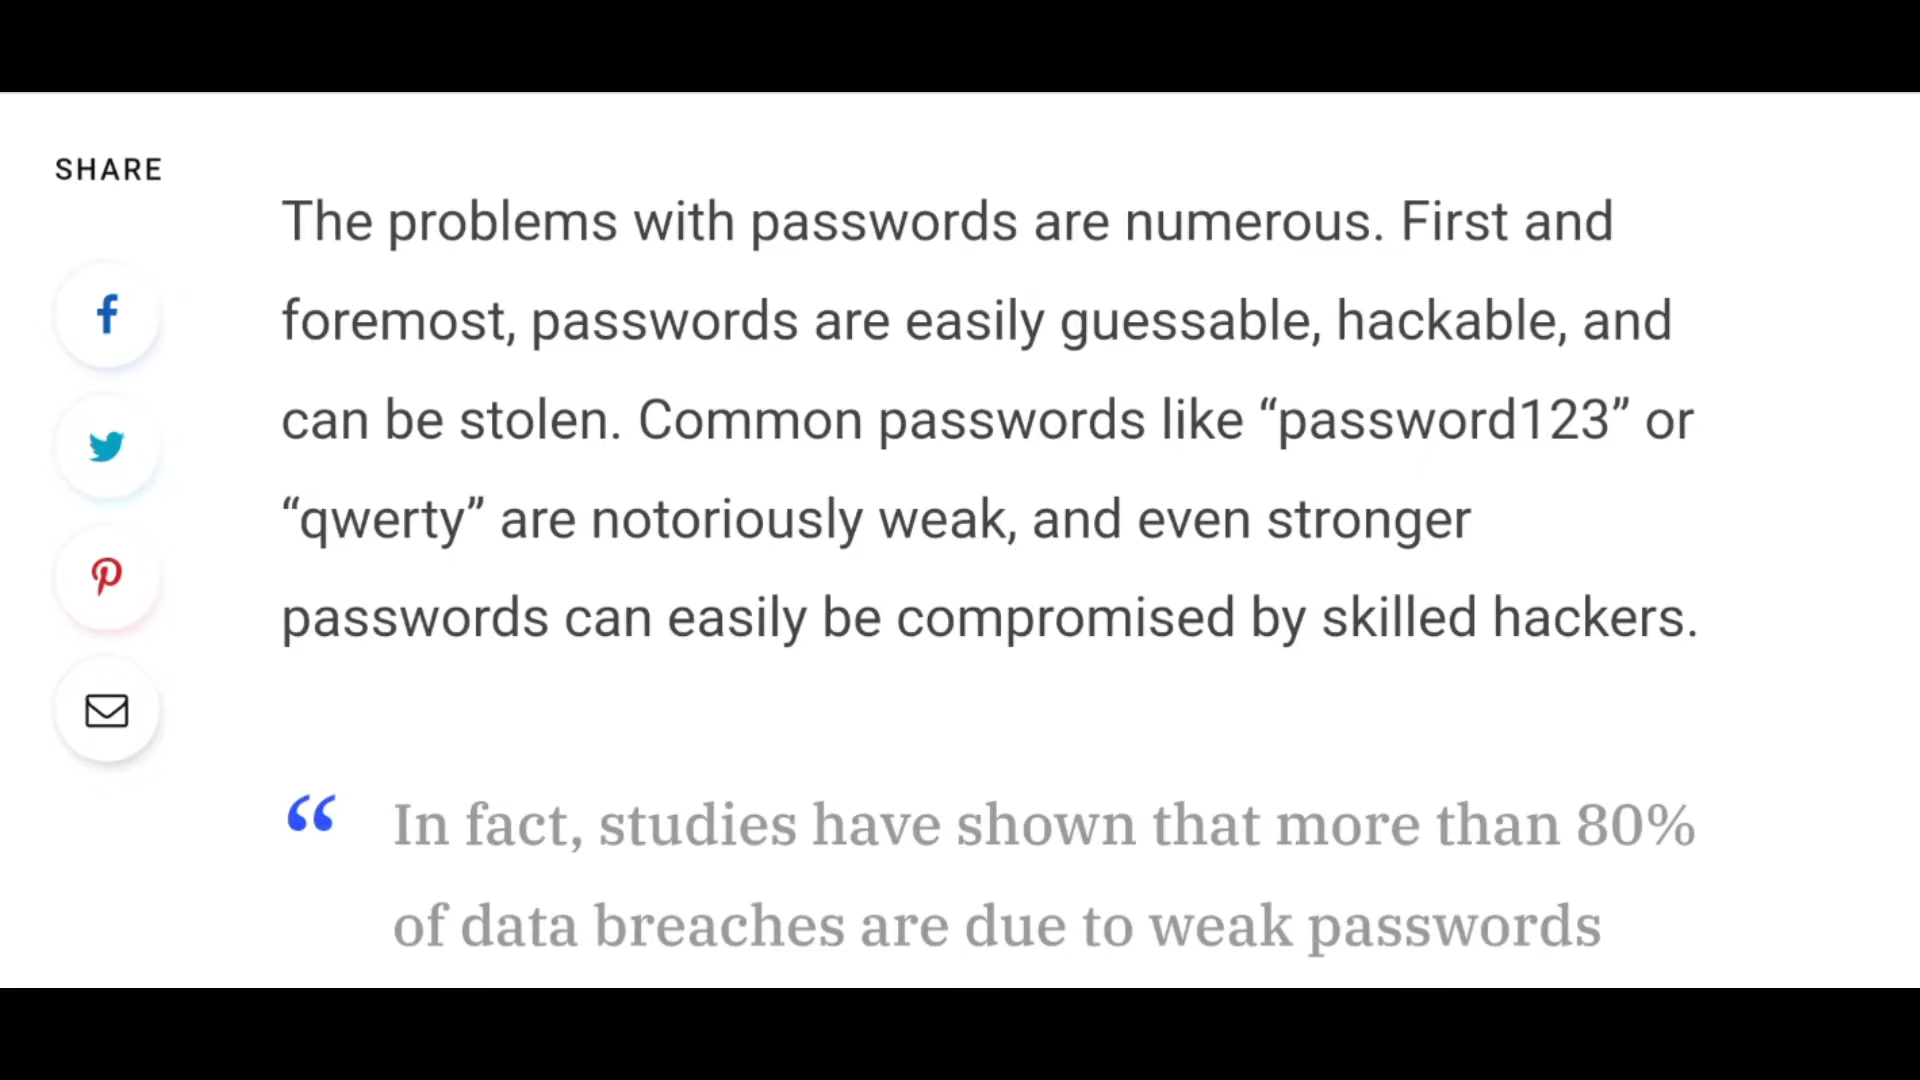 SHARE
The problems with passwords are numerous. First and
foremost, passwords are easily guessable, hackable, and
can be stolen. Common passwords like “password123” or
“qwerty” are notoriously weak, and even stronger
passwords can easily be compromised by skilled hackers.
“ In fact, studies have shown that more than 80%
of data breaches are due to weak passwords